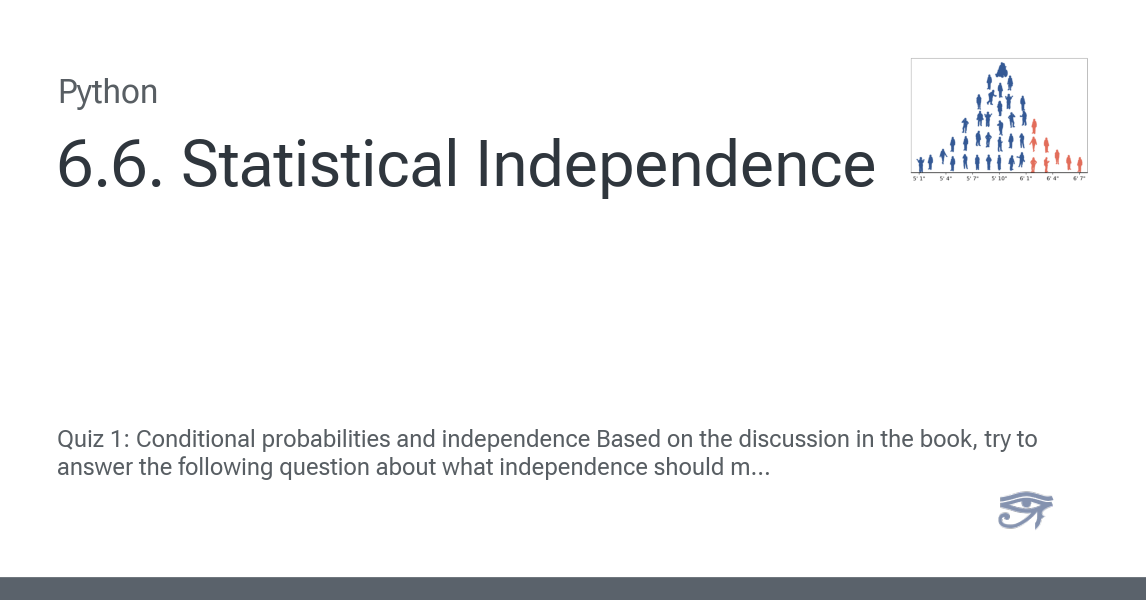 Python
6.6. Statistical Independence
5' 1" 5' 4" 5' 7" 5' 10" 6' 1" 6' 4" 6' 7"
Quiz 1: Conditional probabilities and independence Based on the discussion in the book, try to
answer the following question about what independence should m...